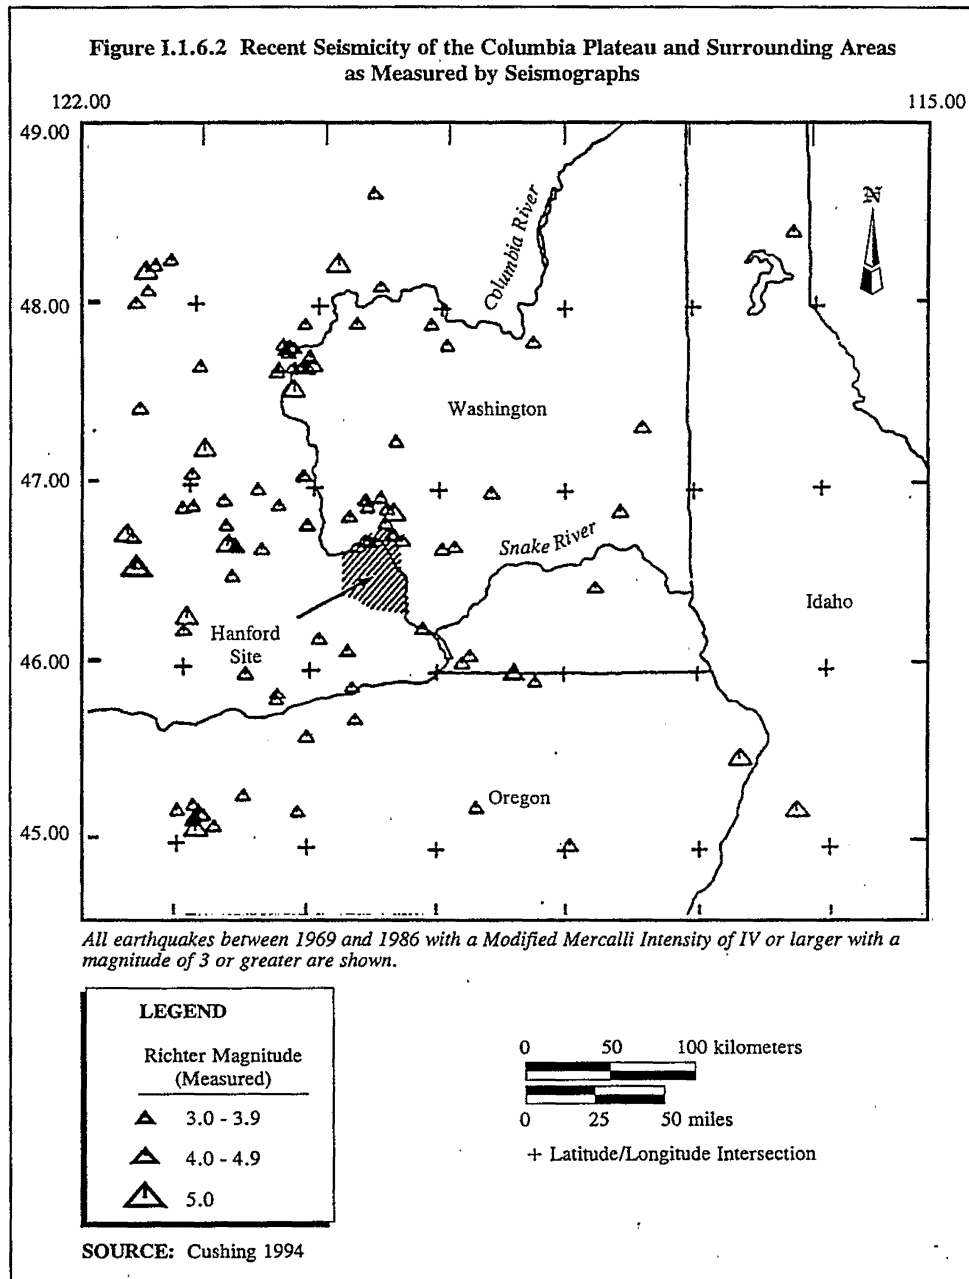 Figure I.1.6.2 Recent Seismicity of the Columbia Plateau and Surrounding Areas
as Measured by Seismographs
122.00
115.00
49.00
N
Columbia River
48.00
Washington
47.00
Snake River
Idaho
Hanford
Site
46.00
Oregon
45.00
All earthquakes between 1969 and 1986 with a Modified Mercalli Intensity of IV or larger with a
magnitude of 3 or greater are shown.
LEGEND
Richter Magnitude
(Measured)
3.0 - 3.9
4.0 - 4.9
5.0
0 50 100 kilometers
0 25 50 miles
+ Latitude/Longitude Intersection
SOURCE: Cushing 1994